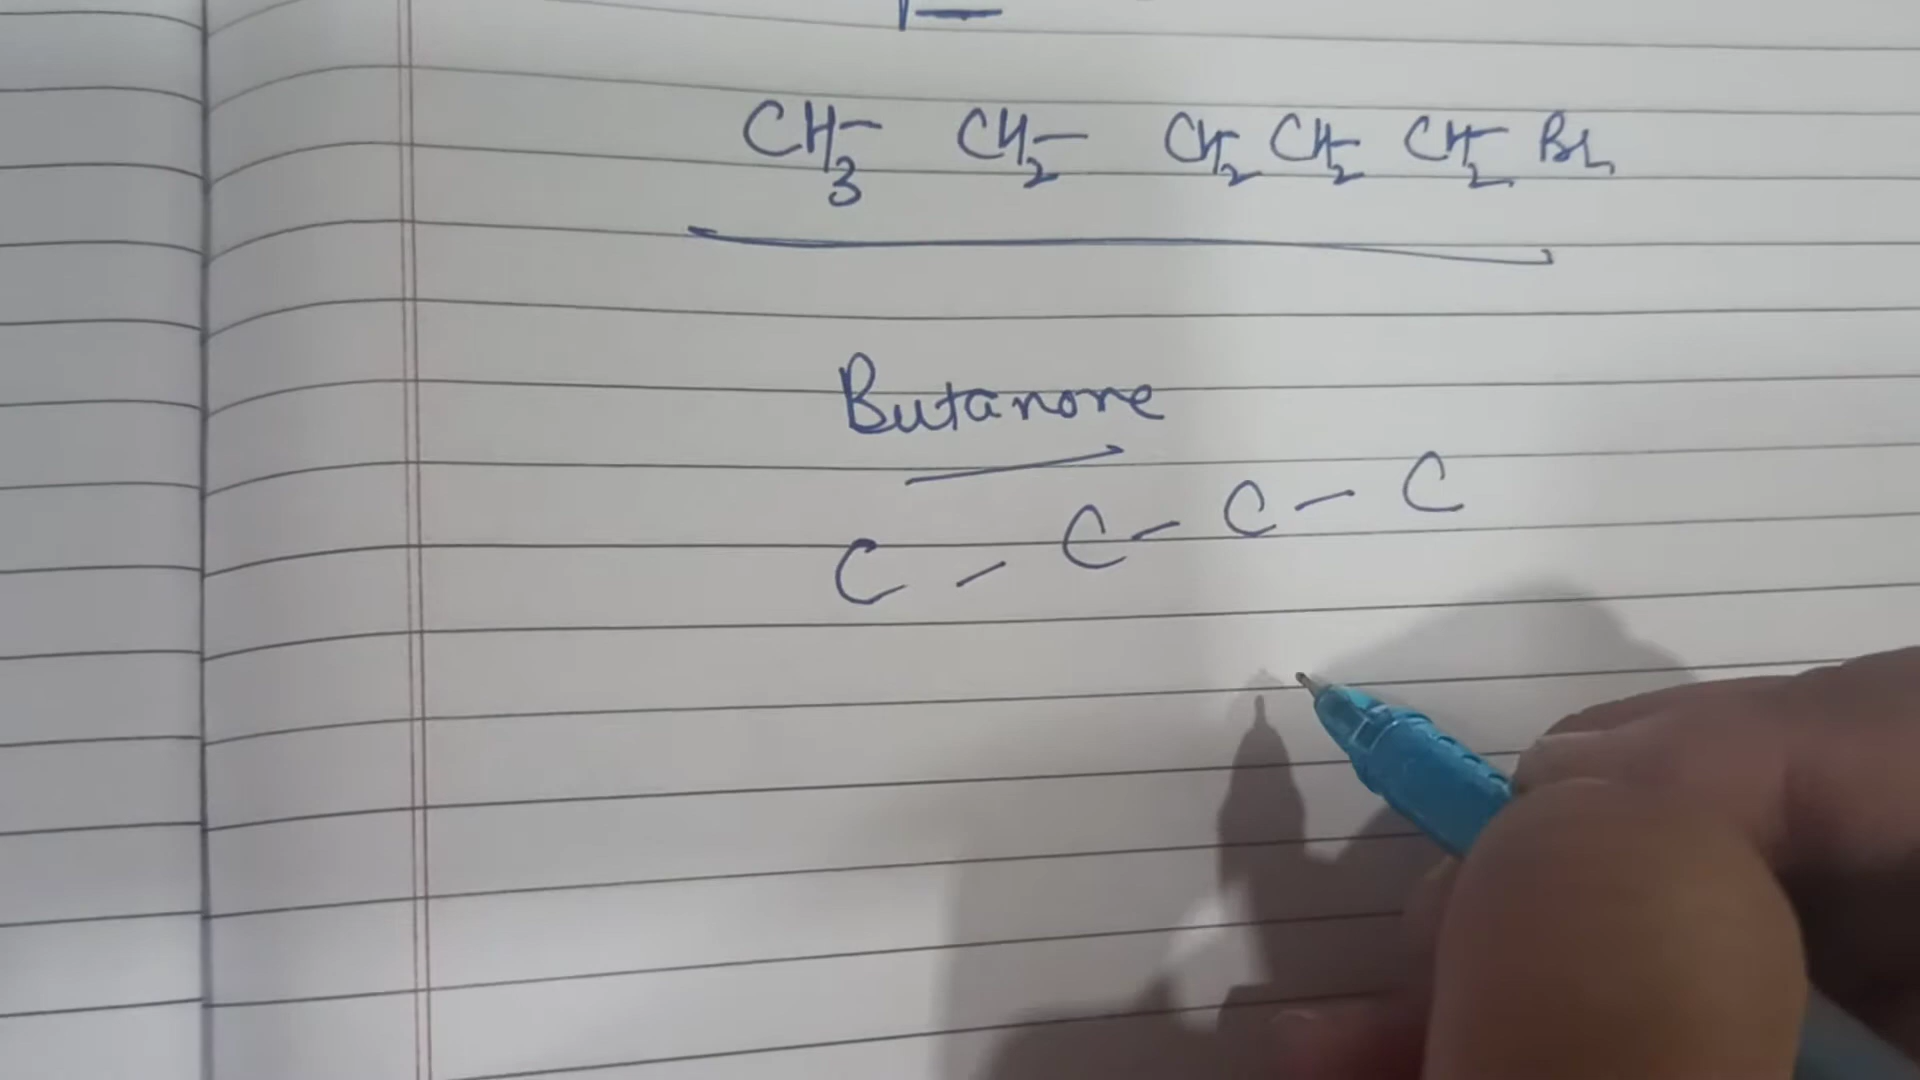 CH3- CH2- CH2- CH2- CH2- Br
Butanone
C - C - C - C